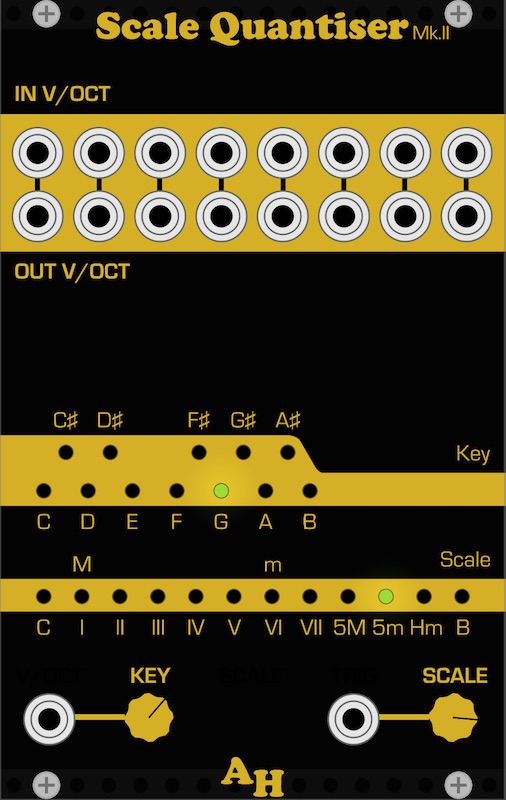 Scale Quantiser Mk.II
IN V/OCT
OUT V/OCT
C♯ D♯ F♯ G♯ A♯
Key
C D E F G A B
M m Scale
C I II III IV V VI VII 5M 5m Hm B
V/OCT KEY SCALE TRIG SCALE
AH